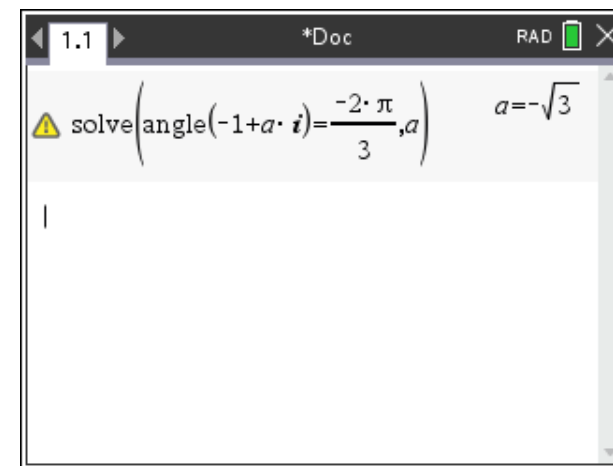 1.1 *Doc RAD
solve(angle(-1+a·i)=-2·π/3,a) a=-√3